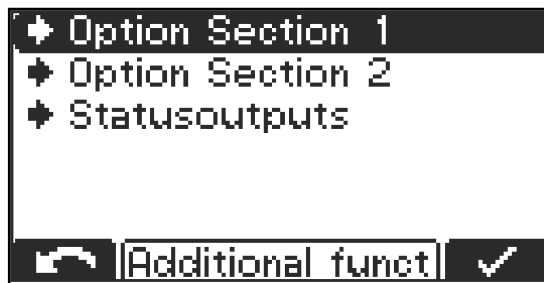 Option Section 1
Option Section 2
Statusoutputs
Additional funct